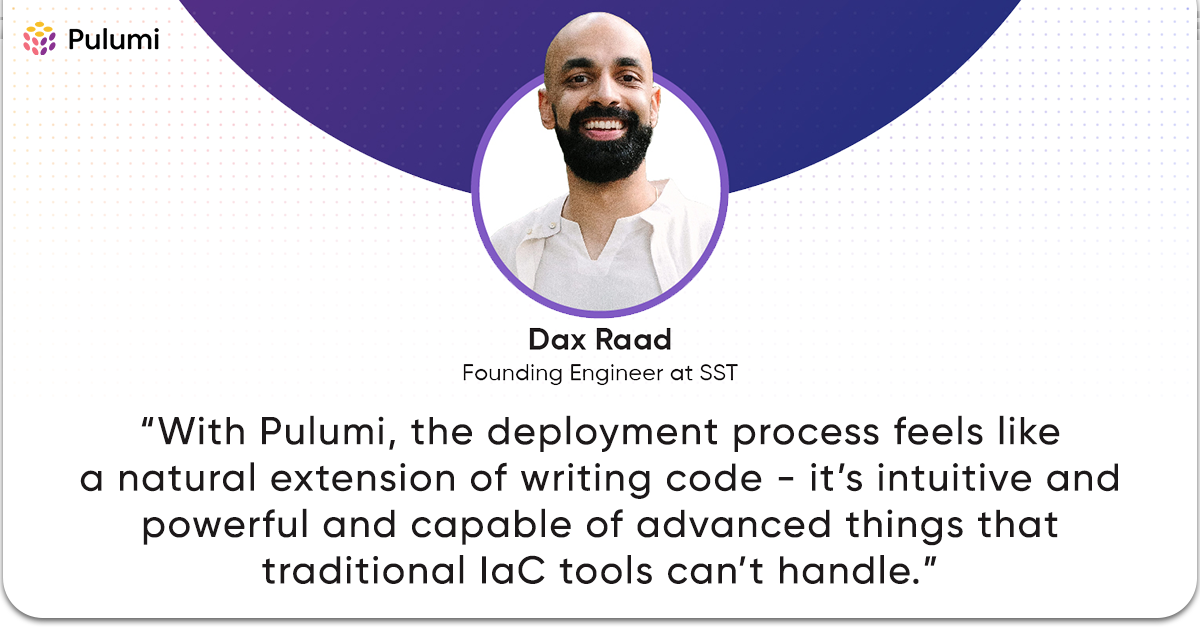 Pulumi
Dax Raad
Founding Engineer at SST
“With Pulumi, the deployment process feels like
a natural extension of writing code - it’s intuitive and
powerful and capable of advanced things that
traditional IaC tools can’t handle.”